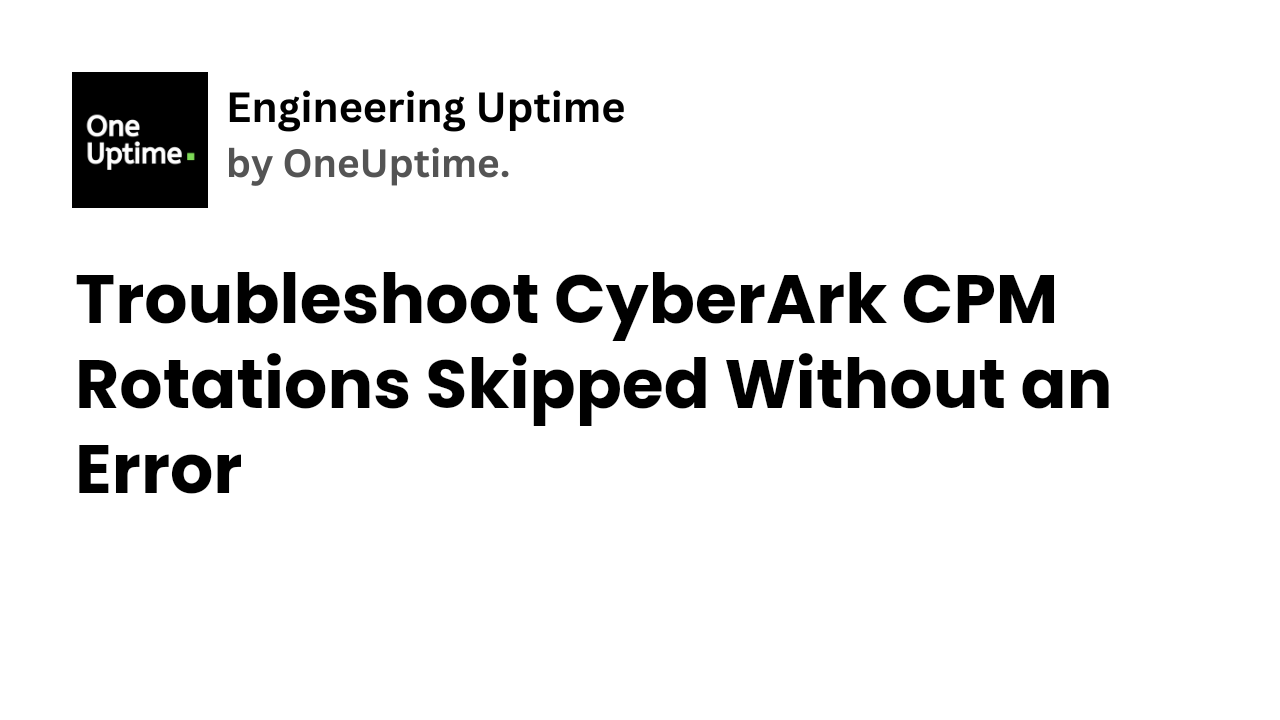 One
Uptime.
Engineering Uptime
by OneUptime.
Troubleshoot CyberArk CPM
Rotations Skipped Without an
Error